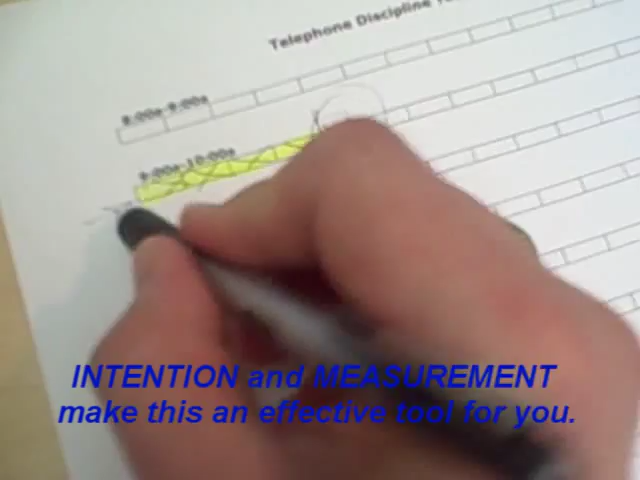 Telephone Discipline
8:00a-9:00a
9:00a-10:00a
INTENTION and MEASUREMENT
make this an effective tool for you.